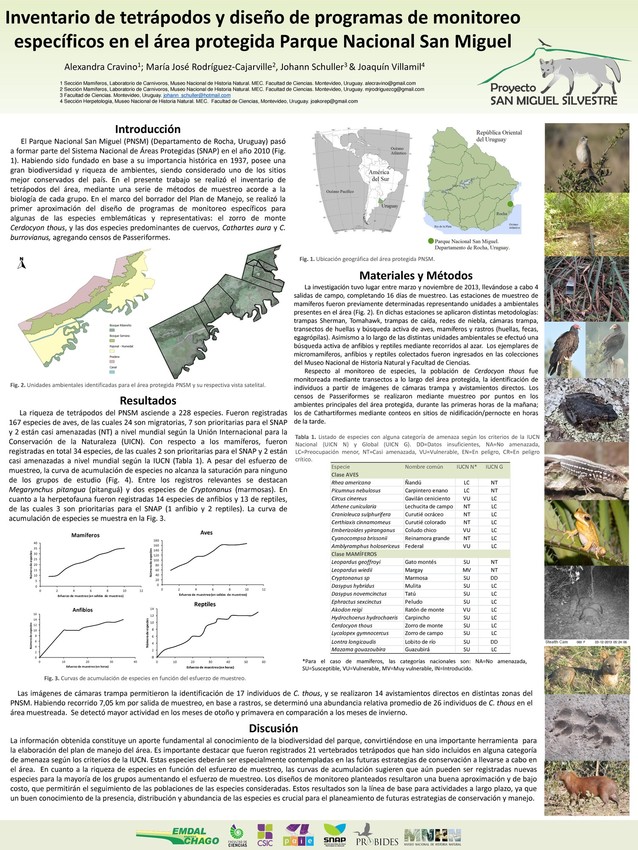 Inventario de tetrápodos y diseño de programas de monitoreo
específicos en el área protegida Parque Nacional San Miguel
Alexandra Cravino¹; María José Rodríguez-Cajarville², Johann Schuller³ & Joaquín Villamil⁴
1 Sección Mamíferos, Laboratorio de Carnívoros, Museo Nacional de Historia Natural. MEC. Facultad de Ciencias. Montevideo, Uruguay. alecravino@gmail.com
2 Sección Mamíferos, Laboratorio de Carnívoros, Museo Nacional de Historia Natural. MEC. Facultad de Ciencias. Montevideo, Uruguay. mjrodriguezcg@gmail.com
3 Facultad de Ciencias. Montevideo, Uruguay. johann_schuller@hotmail.com
4 Sección Herpetología, Museo Nacional de Historia Natural. MEC. Facultad de Ciencias, Montevideo, Uruguay. joakorep@gmail.com
Proyecto
SAN MIGUEL SILVESTRE
Introducción
El Parque Nacional San Miguel (PNSM) (Departamento de Rocha, Uruguay) pasó
a formar parte del Sistema Nacional de Áreas Protegidas (SNAP) en el año 2010 (Fig.
1). Habiendo sido fundado en base a su importancia histórica en 1937, posee una
gran biodiversidad y riqueza de ambientes, siendo considerado uno de los sitios
mejor conservados del país. En el presente trabajo se realizó el inventario de
tetrápodos del área, mediante una serie de métodos de muestreo acorde a la
biología de cada grupo. En el marco del borrador del Plan de Manejo, se realizó la
primer aproximación del diseño de programas de monitoreo específicos para
algunas de las especies emblemáticas y representativas: el zorro de monte
Cerdocyon thous, y las dos especies predominantes de cuervos, Cathartes aura y C.
burrovianus, agregando censos de Passeriformes.
Bosque Ribereño
Bosque Serrano
Pajonal - Humedal
Pradera
Canal
Fig. 2. Unidades ambientales identificadas para el área protegida PNSM y su respectiva vista satelital.
República Oriental
del Uruguay
Océano
Atlántico
América
del Sur
Océano Pacífico
Uruguay
Rocha
Océano
Atlántico
Parque Nacional San Miguel.
Departamento de Rocha, Uruguay.
Fig. 1. Ubicación geográfica del área protegida PNSM.
Materiales y Métodos
La investigación tuvo lugar entre marzo y noviembre de 2013, llevándose a cabo 4
salidas de campo, completando 16 días de muestreo. Las estaciones de muestreo de
mamíferos fueron previamente determinadas representando unidades a ambientales
presentes en el área (Fig. 2). En dichas estaciones se aplicaron distintas metodologías:
trampas Sherman, Tomahawk, trampas de caída, redes de niebla, cámaras trampa,
transectos de huellas y búsqueda activa de aves, mamíferos y rastros (huellas, fecas,
egagrópilas). Asimismo a lo largo de las distintas unidades ambientales se efectuó una
búsqueda activa de anfibios y reptiles mediante recorridos al azar. Los ejemplares de
micromamíferos, anfibios y reptiles colectados fueron ingresados en las colecciones
del Museo Nacional de Historia Natural y Facultad de Ciencias.
Respecto al monitoreo de especies, la población de Cerdocyon thous fue
monitoreada mediante transectos a lo largo del área protegida, la identificación de
individuos a partir de imágenes de cámaras trampa y avistamientos directos. Los
censos de Passeriformes se realizaron mediante muestreo por puntos en los
ambientes principales del área protegida, durante las primeras horas de la mañana;
los de Cathartiformes mediante conteos en sitios de nidificación/pernocte en horas
de la tarde.
Resultados
La riqueza de tetrápodos del PNSM asciende a 228 especies. Fueron registradas
167 especies de aves, de las cuales 24 son migratorias, 7 son prioritarias para el SNAP
y 2 están casi amenazadas (NT) a nivel mundial según la Unión Internacional para la
Conservación de la Naturaleza (UICN). Con respecto a los mamíferos, fueron
registradas en total 34 especies, de las cuales 2 son prioritarias para el SNAP y 2 están
casi amenazadas a nivel mundial según la IUCN (Tabla 1). A pesar del esfuerzo de
muestreo, la curva de acumulación de especies no alcanza la saturación para ninguno
de los grupos de estudio (Fig. 4). Entre los registros relevantes se destacan
Megarynchus pitangua (pitanguá) y dos especies de Cryptonanus (marmosas). En
cuanto a la herpetofauna fueron registradas 14 especies de anfibios y 13 de reptiles,
de las cuales 3 son prioritarias para el SNAP (1 anfibio y 2 reptiles). La curva de
acumulación de especies se muestra en la Fig. 3.
Mamíferos
Aves
Anfibios
Reptiles
Fig. 3. Curvas de acumulación de especies en función del esfuerzo de muestreo.
Tabla 1. Listado de especies con alguna categoría de amenaza según los criterios de la IUCN
Nacional (IUCN N) y Global (IUCN G). DD=Datos insuficientes, NA=No amenazada,
LC=Preocupación menor, NT=Casi amenazada, VU=Vulnerable, EN=En peligro, CR=En peligro
crítico.
Especie Nombre común IUCN N* IUCN G
Clase AVES
Rhea americana Ñandú LC NT
Picumnus nebulosus Carpintero enano LC NT
Circus cinereus Gavilán ceniciento VU LC
Athene cunicularia Lechucita de campo NT LC
Cranioleuca sulphurifera Curutié ocráceo NT LC
Certhiaxis cinnamomeus Curutié colorado NT LC
Emberizoides ypiranganus Coludo chico VU LC
Cyanocompsa brissonii Reinamora grande NT LC
Amblyramphus holosericeus Federal VU LC
Clase MAMÍFEROS
Leopardus geoffroyi Gato montés SU NT
Leopardus wiedii Margay MV NT
Cryptonanus sp Marmosa SU DD
Dasypus hybridus Mulita SU LC
Dasypus novemcinctus Tatú SU LC
Ephractus sexcinctus Peludo SU LC
Akodon reigi Ratón de monte VU LC
Hydrochoerus hydrochaeris Carpincho SU LC
Cerdocyon thous Zorro de monte SU LC
Lycalopex gymnocercus Zorro de campo SU LC
Lontra longicaudis Lobito de río SU DD
Mazama gouazoubira Guazubirá SU LC
*Para el caso de mamíferos, las categorías nacionales son: NA=No amenazada,
SU=Susceptible, VU=Vulnerable, MV=Muy vulnerable, IN=Introducido.
Las imágenes de cámaras trampa permitieron la identificación de 17 individuos de C. thous, y se realizaron 14 avistamientos directos en distintas zonas del
PNSM. Habiendo recorrido 7,05 km por salida de muestreo, en base a rastros, se determinó una abundancia relativa promedio de 26 individuos de C. thous en el
área muestreada. Se detectó mayor actividad en los meses de otoño y primavera en comparación a los meses de invierno.
Discusión
La información obtenida constituye un aporte fundamental al conocimiento de la biodiversidad del parque, convirtiéndose en una importante herramienta para
la elaboración del plan de manejo del área. Es importante destacar que fueron registrados 21 vertebrados tetrápodos que han sido incluidos en alguna categoría
de amenaza según los criterios de la IUCN. Estas especies deberán ser especialmente contempladas en las futuras estrategias de conservación a llevarse a cabo en
el área. En cuanto a la riqueza de especies en función del esfuerzo de muestreo, las curvas de acumulación sugieren que aún pueden ser registradas nuevas
especies para la mayoría de los grupos aumentando el esfuerzo de muestreo. Los diseños de monitoreo planteados resultaron una buena aproximación y de bajo
costo, que permitirán el seguimiento de las poblaciones de las especies consideradas. Estos resultados son la línea de base para actividades a largo plazo, ya que
un buen conocimiento de la presencia, distribución y abundancia de las especies es crucial para el planeamiento de futuras estrategias de conservación y manejo.
EMDAL
CHAGO
FACULTAD DE
CIENCIAS
CSIC
SNAP
PROBIDES
MNHN